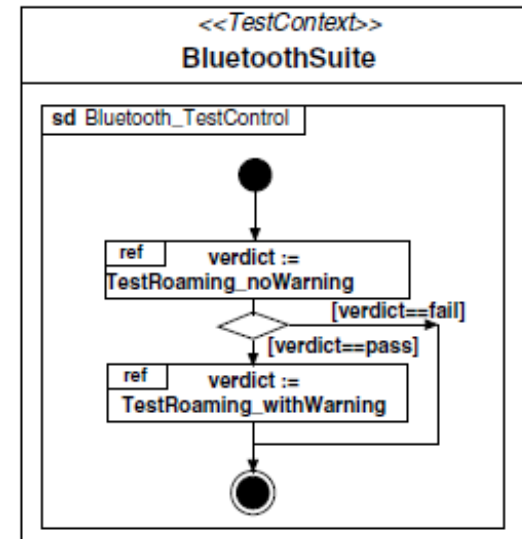 <<TestContext>>
BluetoothSuite
sd Bluetooth_TestControl
ref verdict :=
TestRoaming_noWarning
[verdict==fail]
[verdict==pass]
ref verdict :=
TestRoaming_withWarning